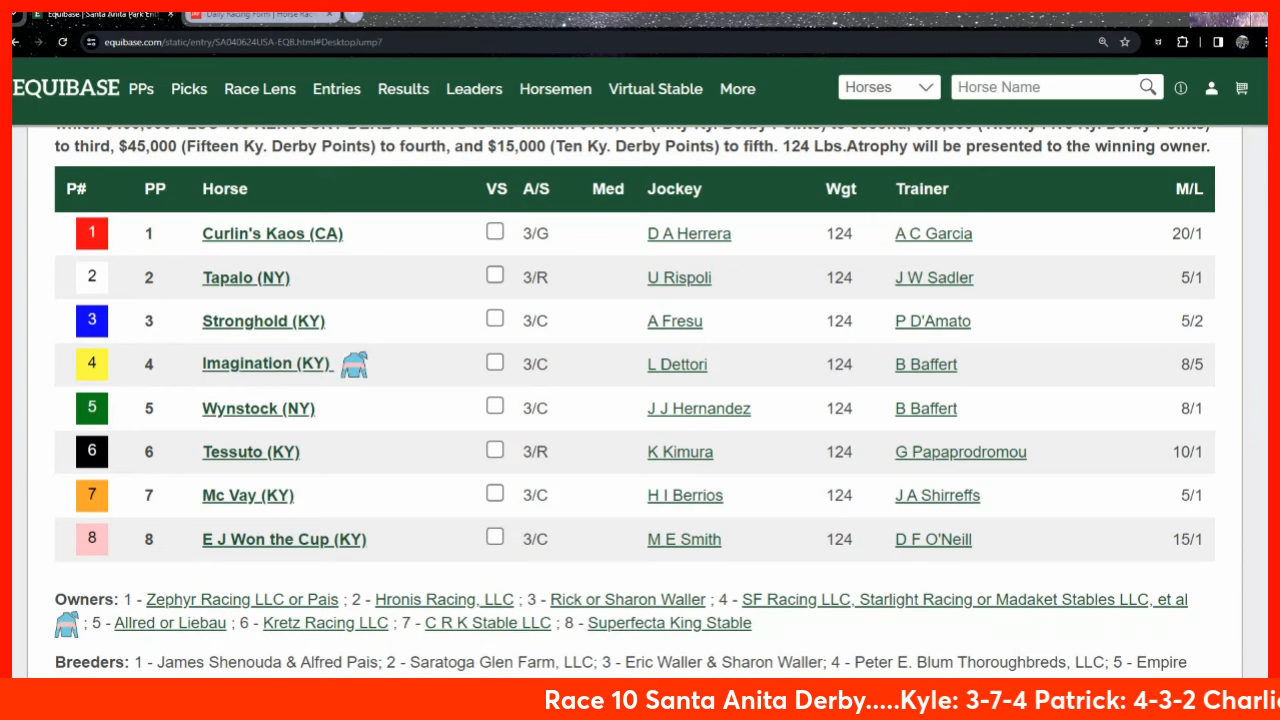 Equibase | Santa Anita Park Ent
Daily Racing Form | Horse Rac
equibase.com/static/entry/SA040624USA-EQB.html#DesktopJump7
EQUIBASE PPs Picks Race Lens Entries Results Leaders Horsemen Virtual Stable More Horses Horse Name
to third, $45,000 (Fifteen Ky. Derby Points) to fourth, and $15,000 (Ten Ky. Derby Points) to fifth. 124 Lbs.Atrophy will be presented to the winning owner.
P# PP Horse VS A/S Med Jockey Wgt Trainer M/L
1 1 Curlin's Kaos (CA) 3/G D A Herrera 124 A C Garcia 20/1
2 2 Tapalo (NY) 3/R U Rispoli 124 J W Sadler 5/1
3 3 Stronghold (KY) 3/C A Fresu 124 P D'Amato 5/2
4 4 Imagination (KY) 3/C L Dettori 124 B Baffert 8/5
5 5 Wynstock (NY) 3/C J J Hernandez 124 B Baffert 8/1
6 6 Tessuto (KY) 3/R K Kimura 124 G Papaprodromou 10/1
7 7 Mc Vay (KY) 3/C H I Berrios 124 J A Shirreffs 5/1
8 8 E J Won the Cup (KY) 3/C M E Smith 124 D F O'Neill 15/1
Owners: 1 - Zephyr Racing LLC or Pais ; 2 - Hronis Racing, LLC ; 3 - Rick or Sharon Waller ; 4 - SF Racing LLC, Starlight Racing or Madaket Stables LLC, et al
; 5 - Allred or Liebau ; 6 - Kretz Racing LLC ; 7 - C R K Stable LLC ; 8 - Superfecta King Stable
Breeders: 1 - James Shenouda & Alfred Pais; 2 - Saratoga Glen Farm, LLC; 3 - Eric Waller & Sharon Waller; 4 - Peter E. Blum Thoroughbreds, LLC; 5 - Empire
Race 10 Santa Anita Derby.....Kyle: 3-7-4 Patrick: 4-3-2 Charli